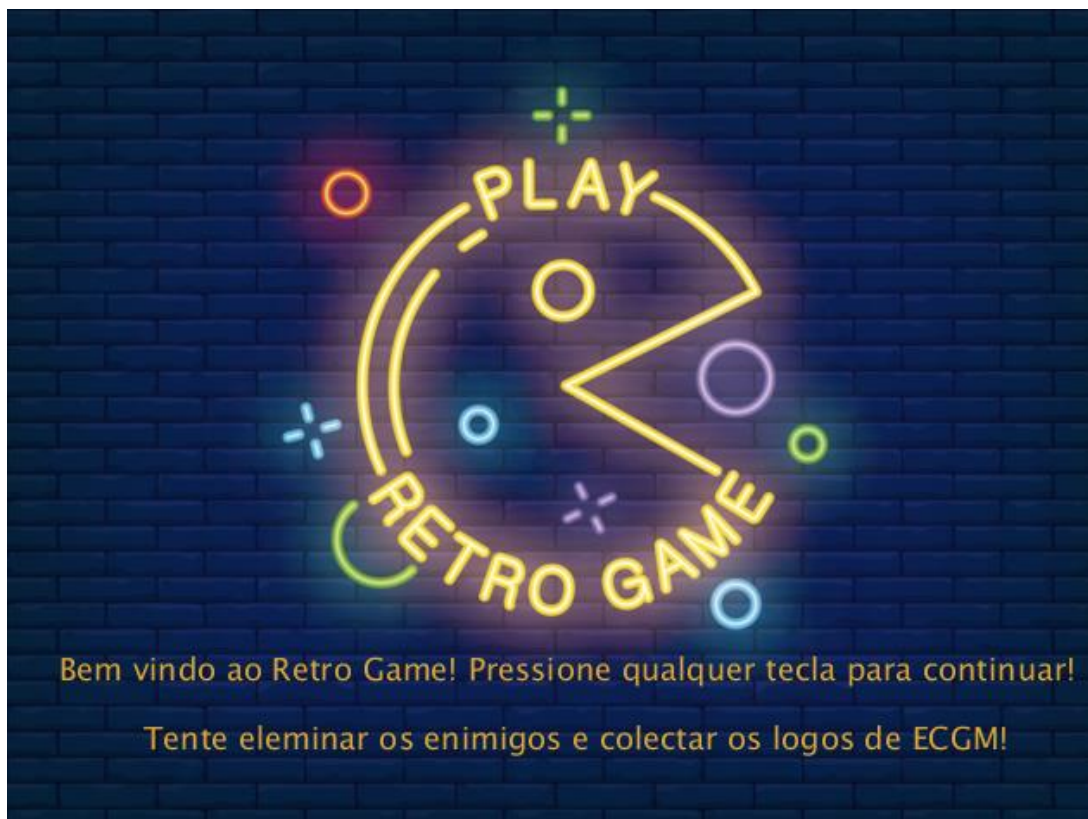 PLAY
RETRO GAME
Bem vindo ao Retro Game! Pressione qualquer tecla para continuar!
Tente eleminar os enimigos e colectar os logos de ECGM!